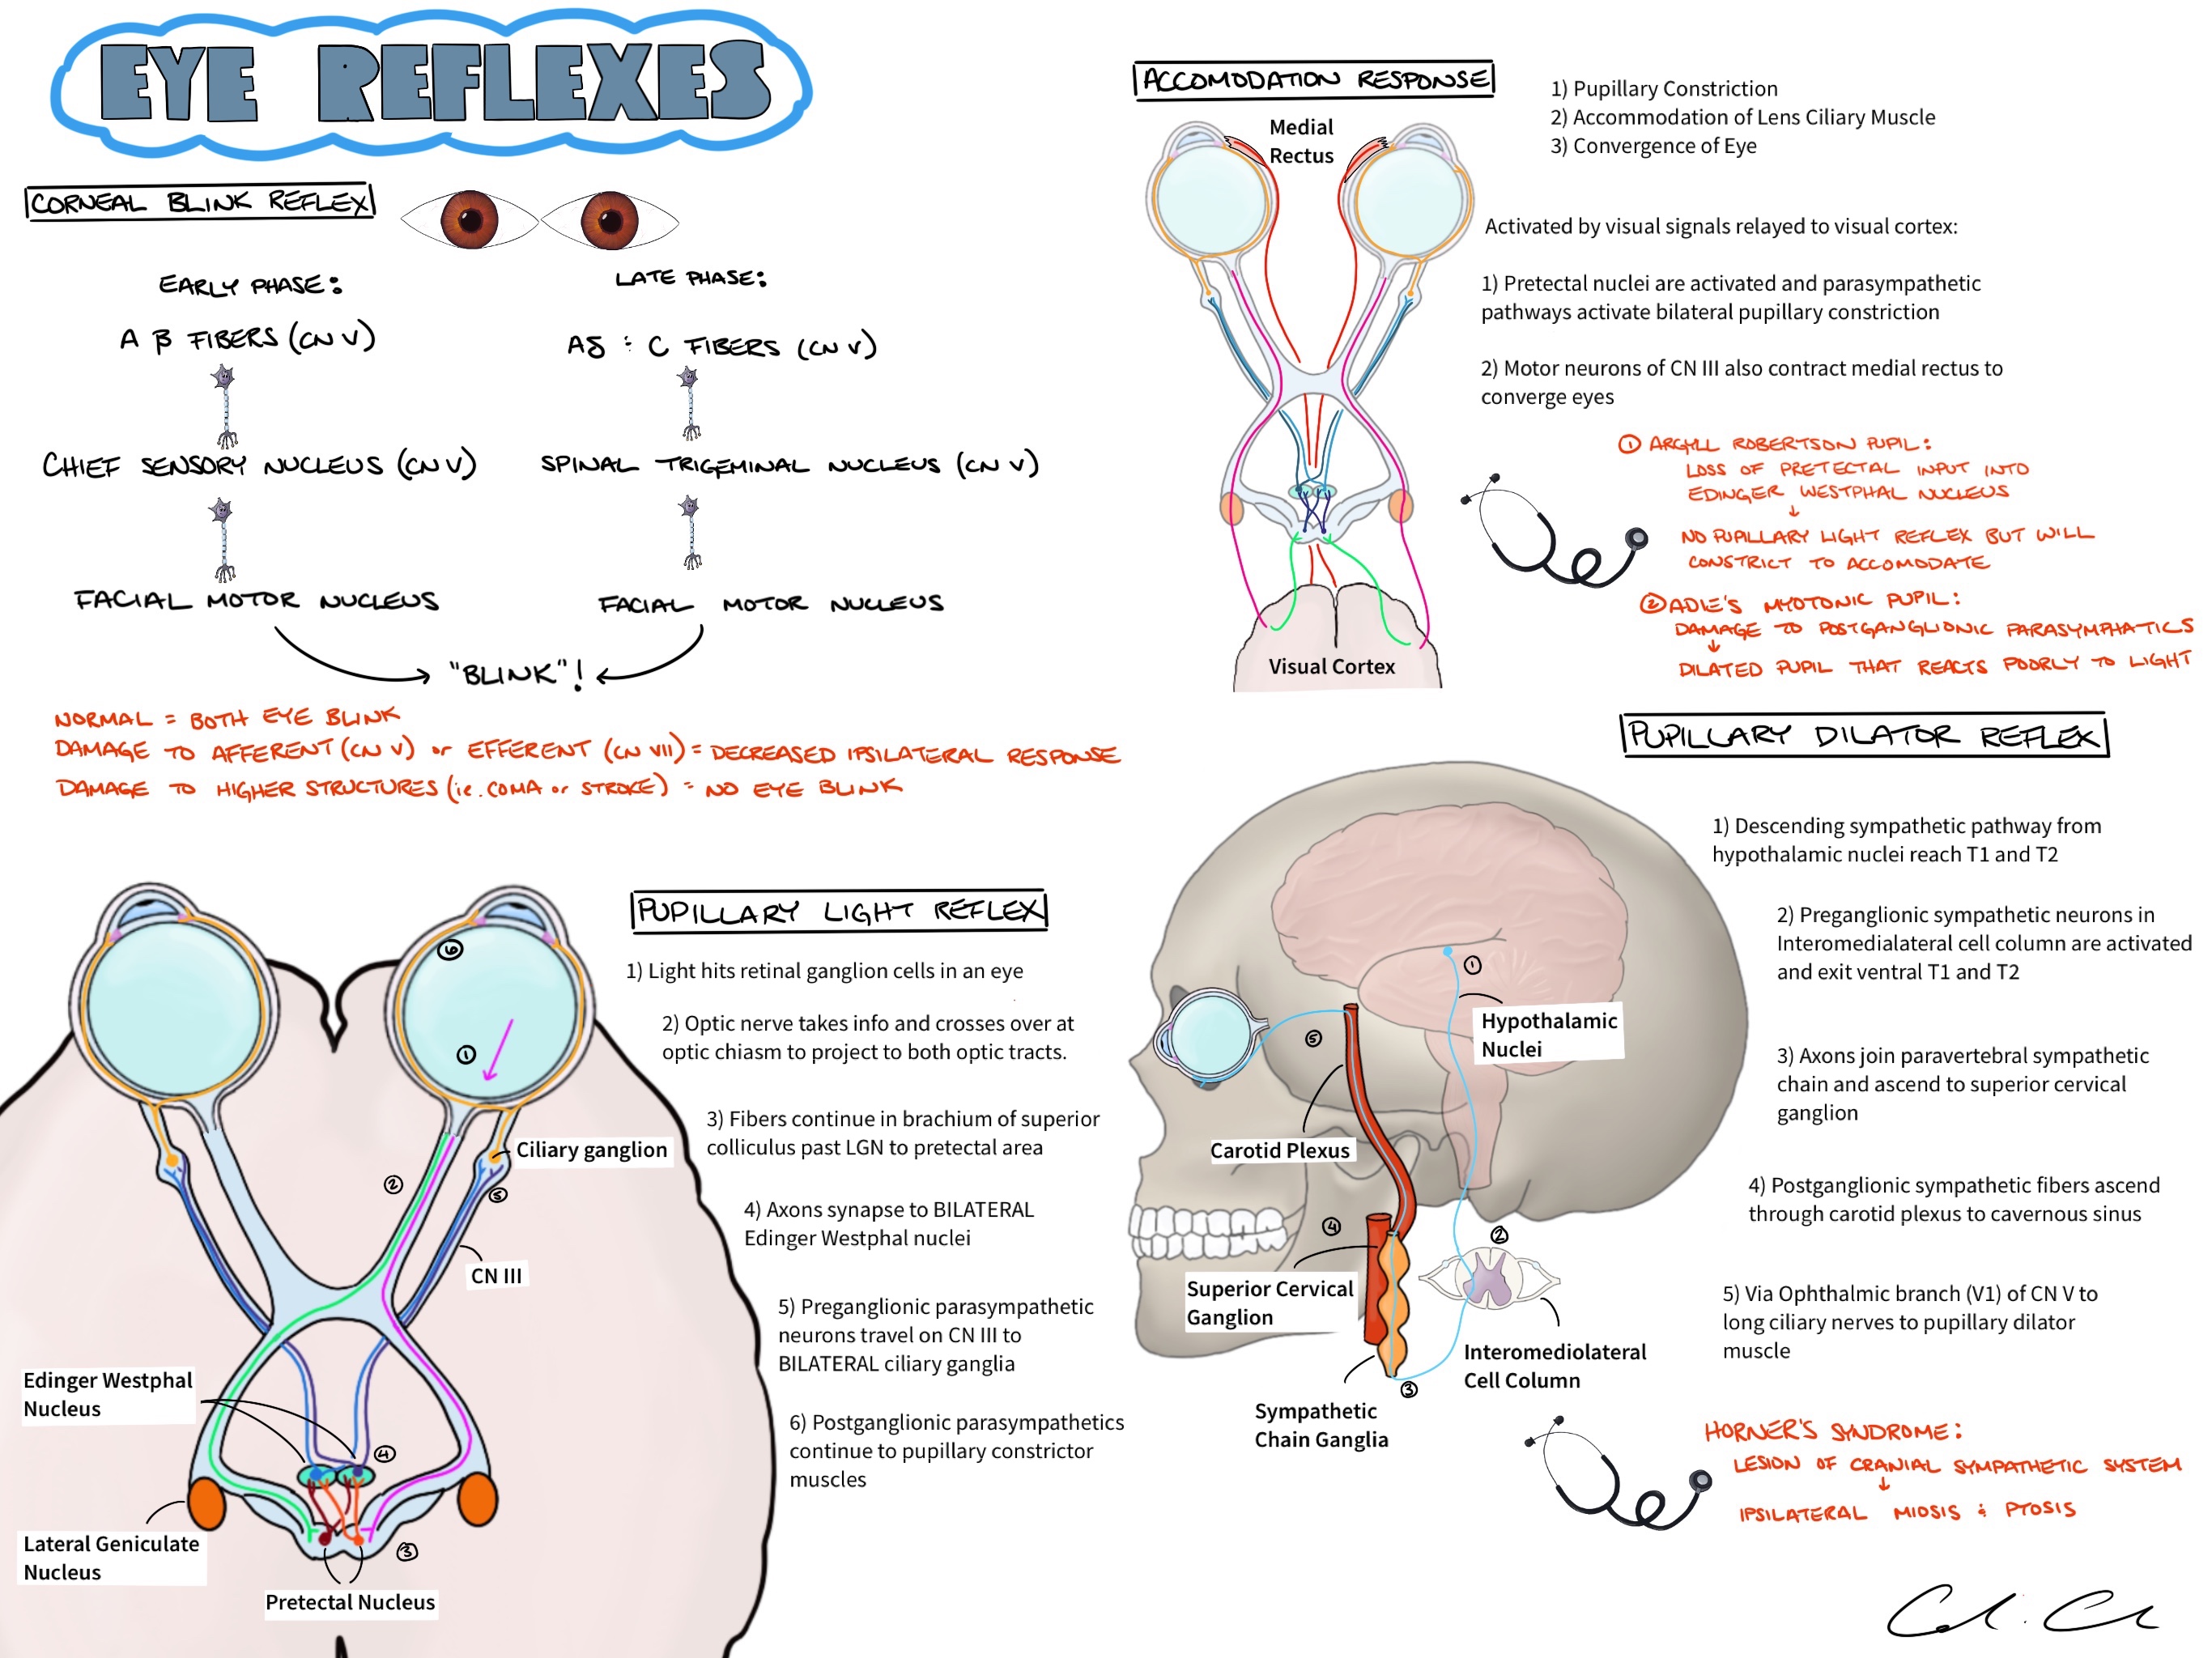 EYE REFLEXES
CORNEAL BLINK REFLEX
EARLY PHASE:
A β FIBERS (CN V)
CHIEF SENSORY NUCLEUS (CN V)
FACIAL MOTOR NUCLEUS
LATE PHASE:
Aδ : C FIBERS (CN V)
SPINAL TRIGEMINAL NUCLEUS (CN V)
FACIAL MOTOR NUCLEUS
"BLINK"!
NORMAL = BOTH EYE BLINK
DAMAGE TO AFFERENT (CN V) or EFFERENT (CN VII) = DECREASED IPSILATERAL RESPONSE
DAMAGE TO HIGHER STRUCTURES (ie. COMA or STROKE) = NO EYE BLINK
ACCOMODATION RESPONSE
1) Pupillary Constriction
2) Accommodation of Lens Ciliary Muscle
3) Convergence of Eye
Medial
Rectus
Visual Cortex
Activated by visual signals relayed to visual cortex:
1) Pretectal nuclei are activated and parasympathetic
pathways activate bilateral pupillary constriction
2) Motor neurons of CN III also contract medial rectus to
converge eyes
① ARGYLL ROBERTSON PUPIL:
LOSS OF PRETECTAL INPUT INTO
EDINGER WESTPHAL NUCLEUS
↓
NO PUPILLARY LIGHT REFLEX BUT WILL
CONSTRICT TO ACCOMODATE
② ADIE'S MYOTONIC PUPIL:
DAMAGE TO POSTGANGLIONIC PARASYMPHATICS
↓
DILATED PUPIL THAT REACTS POORLY TO LIGHT
PUPILLARY LIGHT REFLEX
1) Light hits retinal ganglion cells in an eye
2) Optic nerve takes info and crosses over at
optic chiasm to project to both optic tracts.
3) Fibers continue in brachium of superior
colliculus past LGN to pretectal area
4) Axons synapse to BILATERAL
Edinger Westphal nuclei
5) Preganglionic parasympathetic
neurons travel on CN III to
BILATERAL ciliary ganglia
6) Postganglionic parasympathetics
continue to pupillary constrictor
muscles
⑥
①
Ciliary ganglion
②
⑤
CN III
Edinger Westphal
Nucleus
④
Lateral Geniculate
Nucleus
③
Pretectal Nucleus
PUPILLARY DILATOR REFLEX
1) Descending sympathetic pathway from
hypothalamic nuclei reach T1 and T2
2) Preganglionic sympathetic neurons in
Interomedialateral cell column are activated
and exit ventral T1 and T2
3) Axons join paravertebral sympathetic
chain and ascend to superior cervical
ganglion
4) Postganglionic sympathetic fibers ascend
through carotid plexus to cavernous sinus
5) Via Ophthalmic branch (V1) of CN V to
long ciliary nerves to pupillary dilator
muscle
①
Hypothalamic
Nuclei
⑤
Carotid Plexus
④
②
Superior Cervical
Ganglion
Interomediolateral
Cell Column
③
Sympathetic
Chain Ganglia
HORNER'S SYNDROME:
LESION OF CRANIAL SYMPATHETIC SYSTEM
↓
IPSILATERAL MIOSIS & PTOSIS